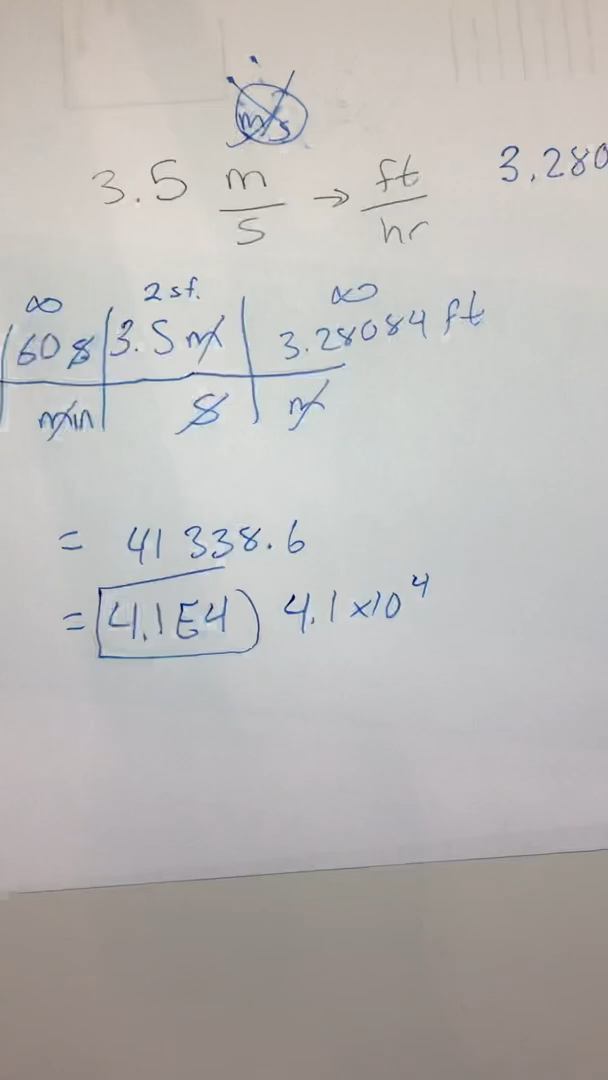 m/s
3.5 m/s → ft/hr 3.280
∞ 2 sf. ∞
60 s 3.5 m 3.28084 ft
min s m
= 41 338.6
= 4.1E4 4.1 x10⁴